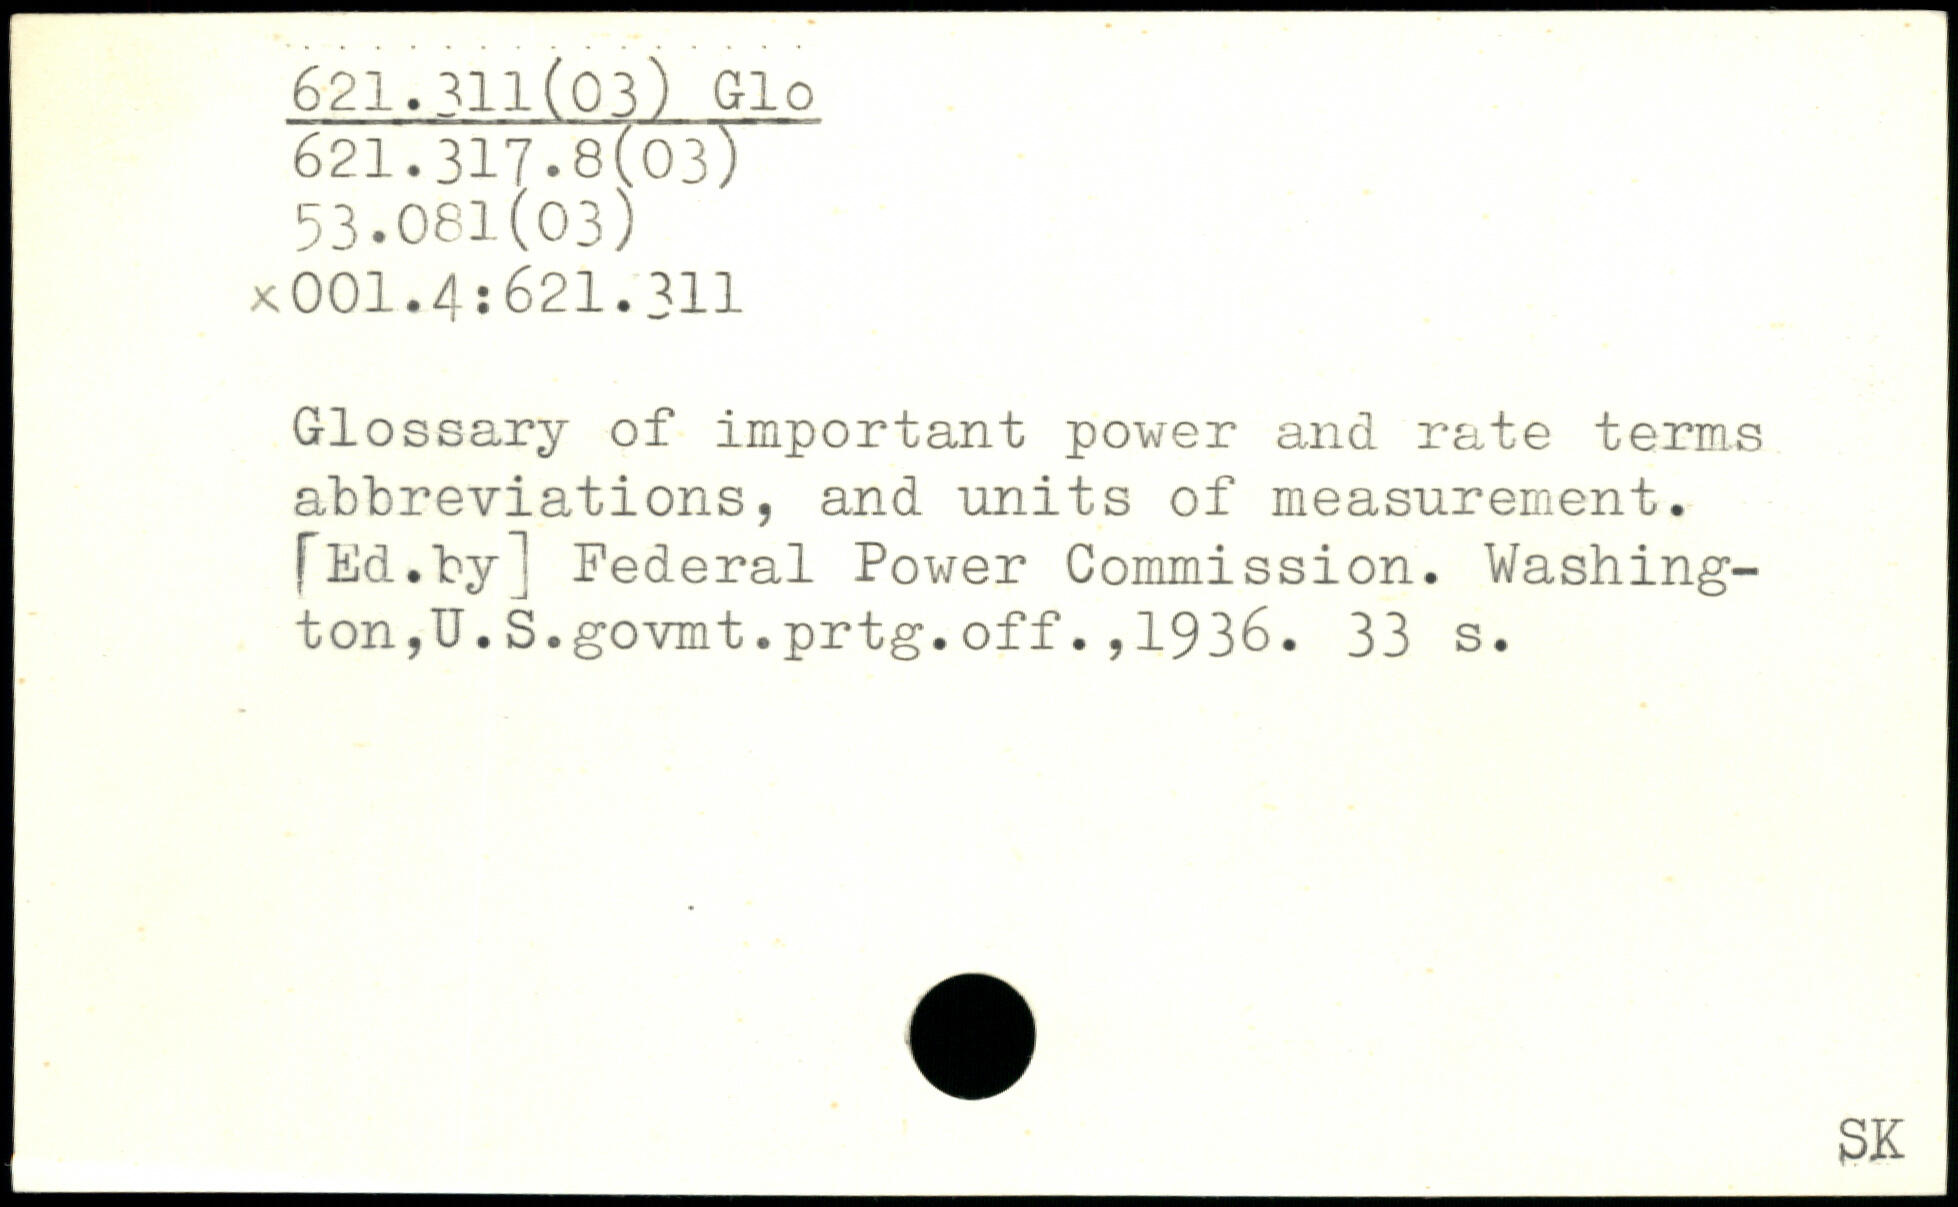 621.311(03) Glo
621.317.8(03)
53.081(03)
x001.4:621.311
Glossary of important power and rate terms
abbreviations, and units of measurement.
[Ed.by] Federal Power Commission. Washing-
ton,U.S.govmt.prtg.off.,1936. 33 s.
SK